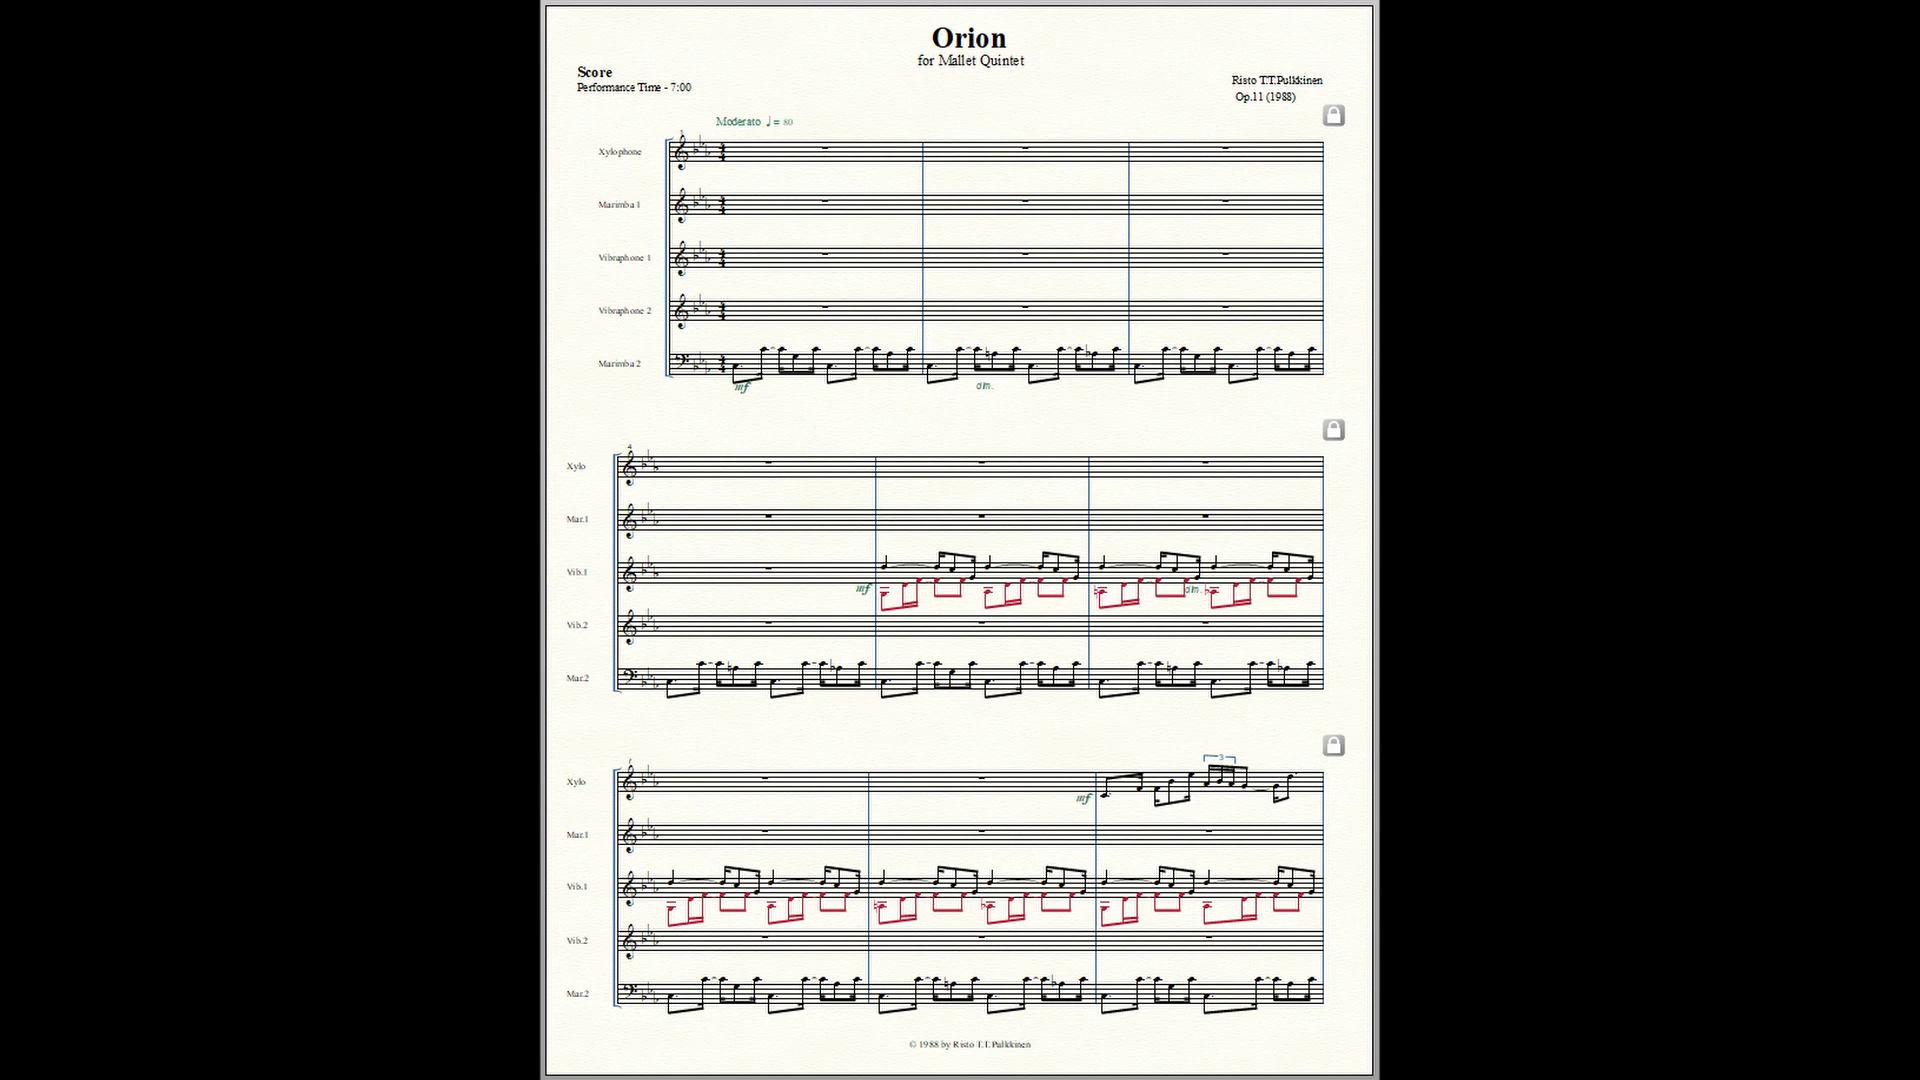 Orion
for Mallet Quintet
Score
Performance Time - 7:00
Risto T.T.Pulkkinen
Op.11 (1988)
Moderato ♩ = 80
Xylophone
Marimba 1
Vibraphone 1
Vibraphone 2
Marimba 2
mf
dim.
4
Xylo
Mar.1
Vib.1
mf
dim.
Vib.2
Mar.2
7
3
Xylo
mf
Mar.1
Vib.1
Vib.2
Mar.2
© 1988 by Risto T.T.Pulkkinen